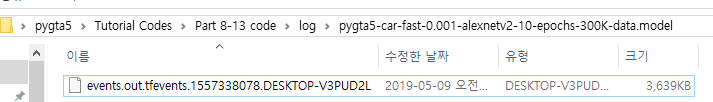 › pygta5 › Tutorial Codes › Part 8-13 code › log › pygta5-car-fast-0.001-alexnetv2-10-epochs-300K-data.model
이름 수정한 날짜 유형 크기
events.out.tfevents.1557338078.DESKTOP-V3PUD2L 2019-05-09 오전... DESKTOP-V3PUD... 3,639KB